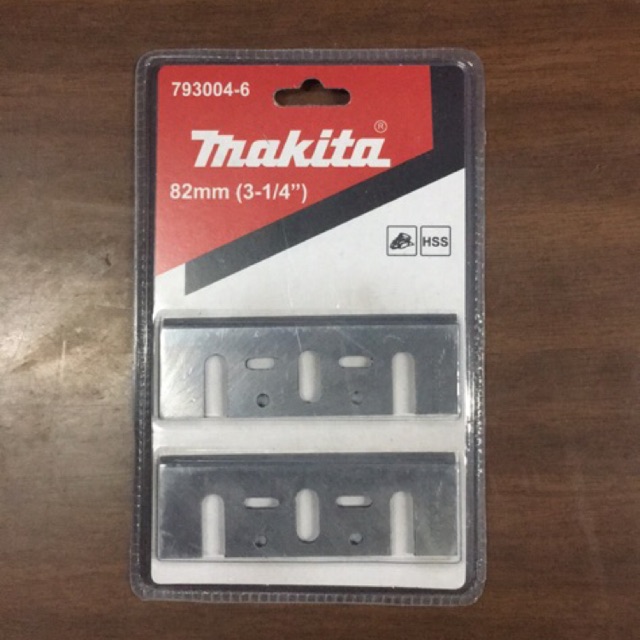 793004-6
makita®
82mm (3-1/4")
HSS